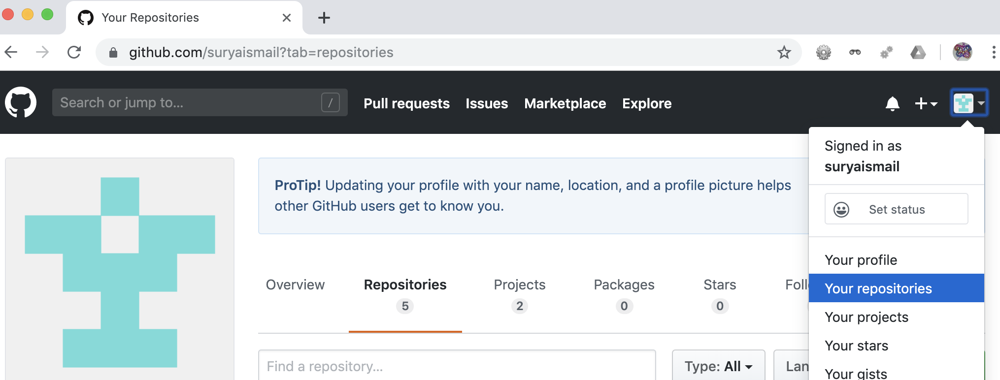 Your Repositories
github.com/suryaismail?tab=repositories
Search or jump to...
/
Pull requests
Issues
Marketplace
Explore
Signed in as
suryaismail
Set status
Your profile
Your repositories
Your projects
Your stars
Your gists
ProTip! Updating your profile with your name, location, and a profile picture helps
other GitHub users get to know you.
Overview
Repositories
5
Projects
2
Packages
0
Stars
0
Find a repository...
Type: All